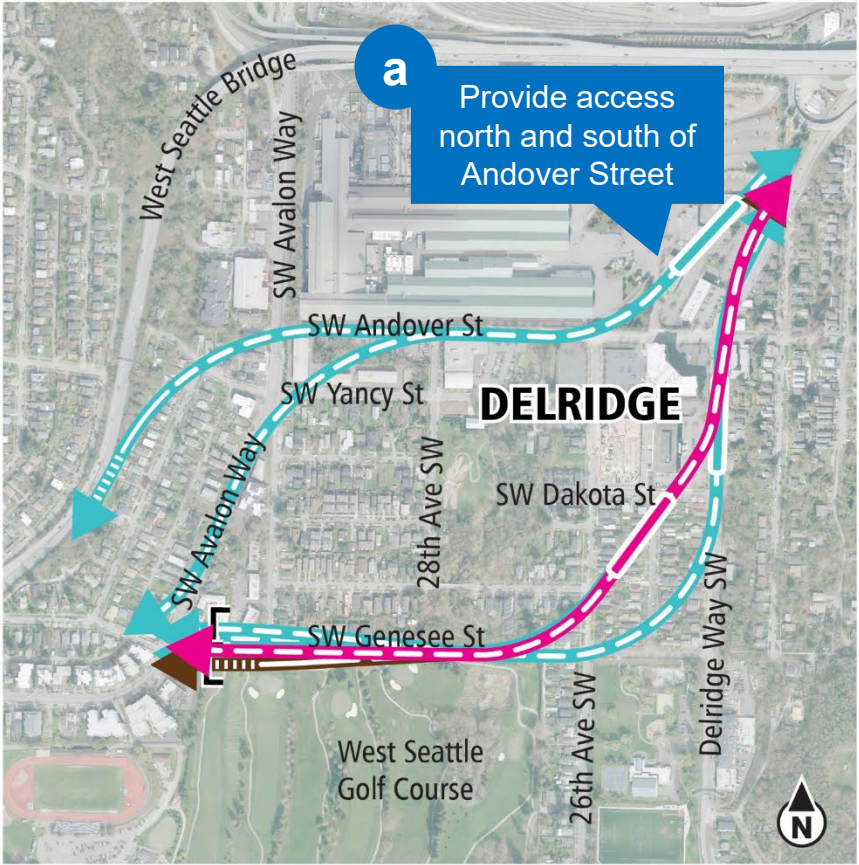 a
Provide access
north and south of
Andover Street
West Seattle Bridge
SW Avalon Way
SW Andover St
SW Yancy St
DELRIDGE
SW Avalon Way
28th Ave SW
SW Dakota St
SW Genesee St
Delridge Way SW
26th Ave SW
West Seattle
Golf Course
N